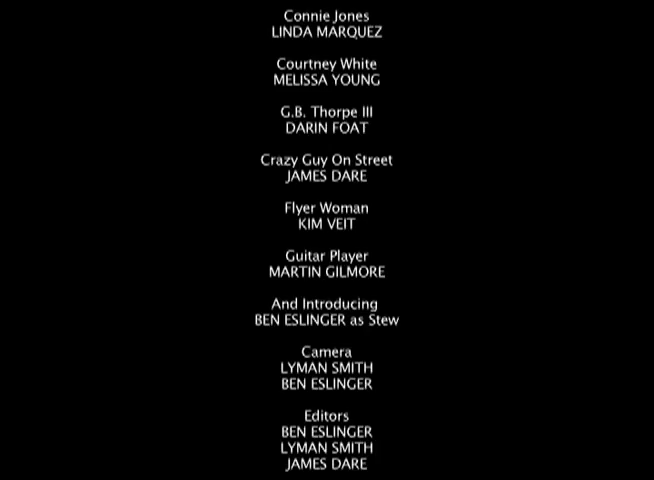 Connie Jones
LINDA MARQUEZ
Courtney White
MELISSA YOUNG
G.B. Thorpe III
DARIN FOAT
Crazy Guy On Street
JAMES DARE
Flyer Woman
KIM VEIT
Guitar Player
MARTIN GILMORE
And Introducing
BEN ESLINGER as Stew
Camera
LYMAN SMITH
BEN ESLINGER
Editors
BEN ESLINGER
LYMAN SMITH
JAMES DARE